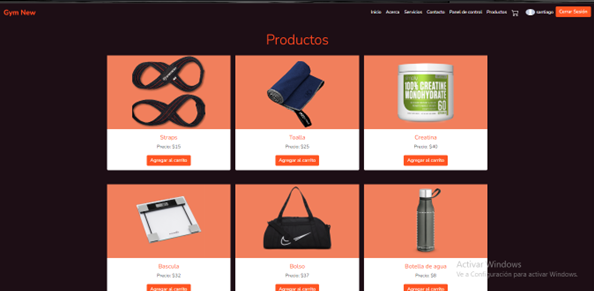 Gym New
Inicio Acerca Servicios Contacto Panel de control Productos santiago Cerrar Sesión
Productos
100% CREATINE
MONOHYDRATE
60
Straps Toalla Creatina
Precio: $15 Precio: $25 Precio: $40
Agregar al carrito Agregar al carrito Agregar al carrito
Bascula Bolso Botella de agua
Precio: $32 Precio: $37 Precio: $8
Agregar al carrito Agregar al carrito Agregar al carrito
Activar Windows
Ve a Configuración para activar Windows.